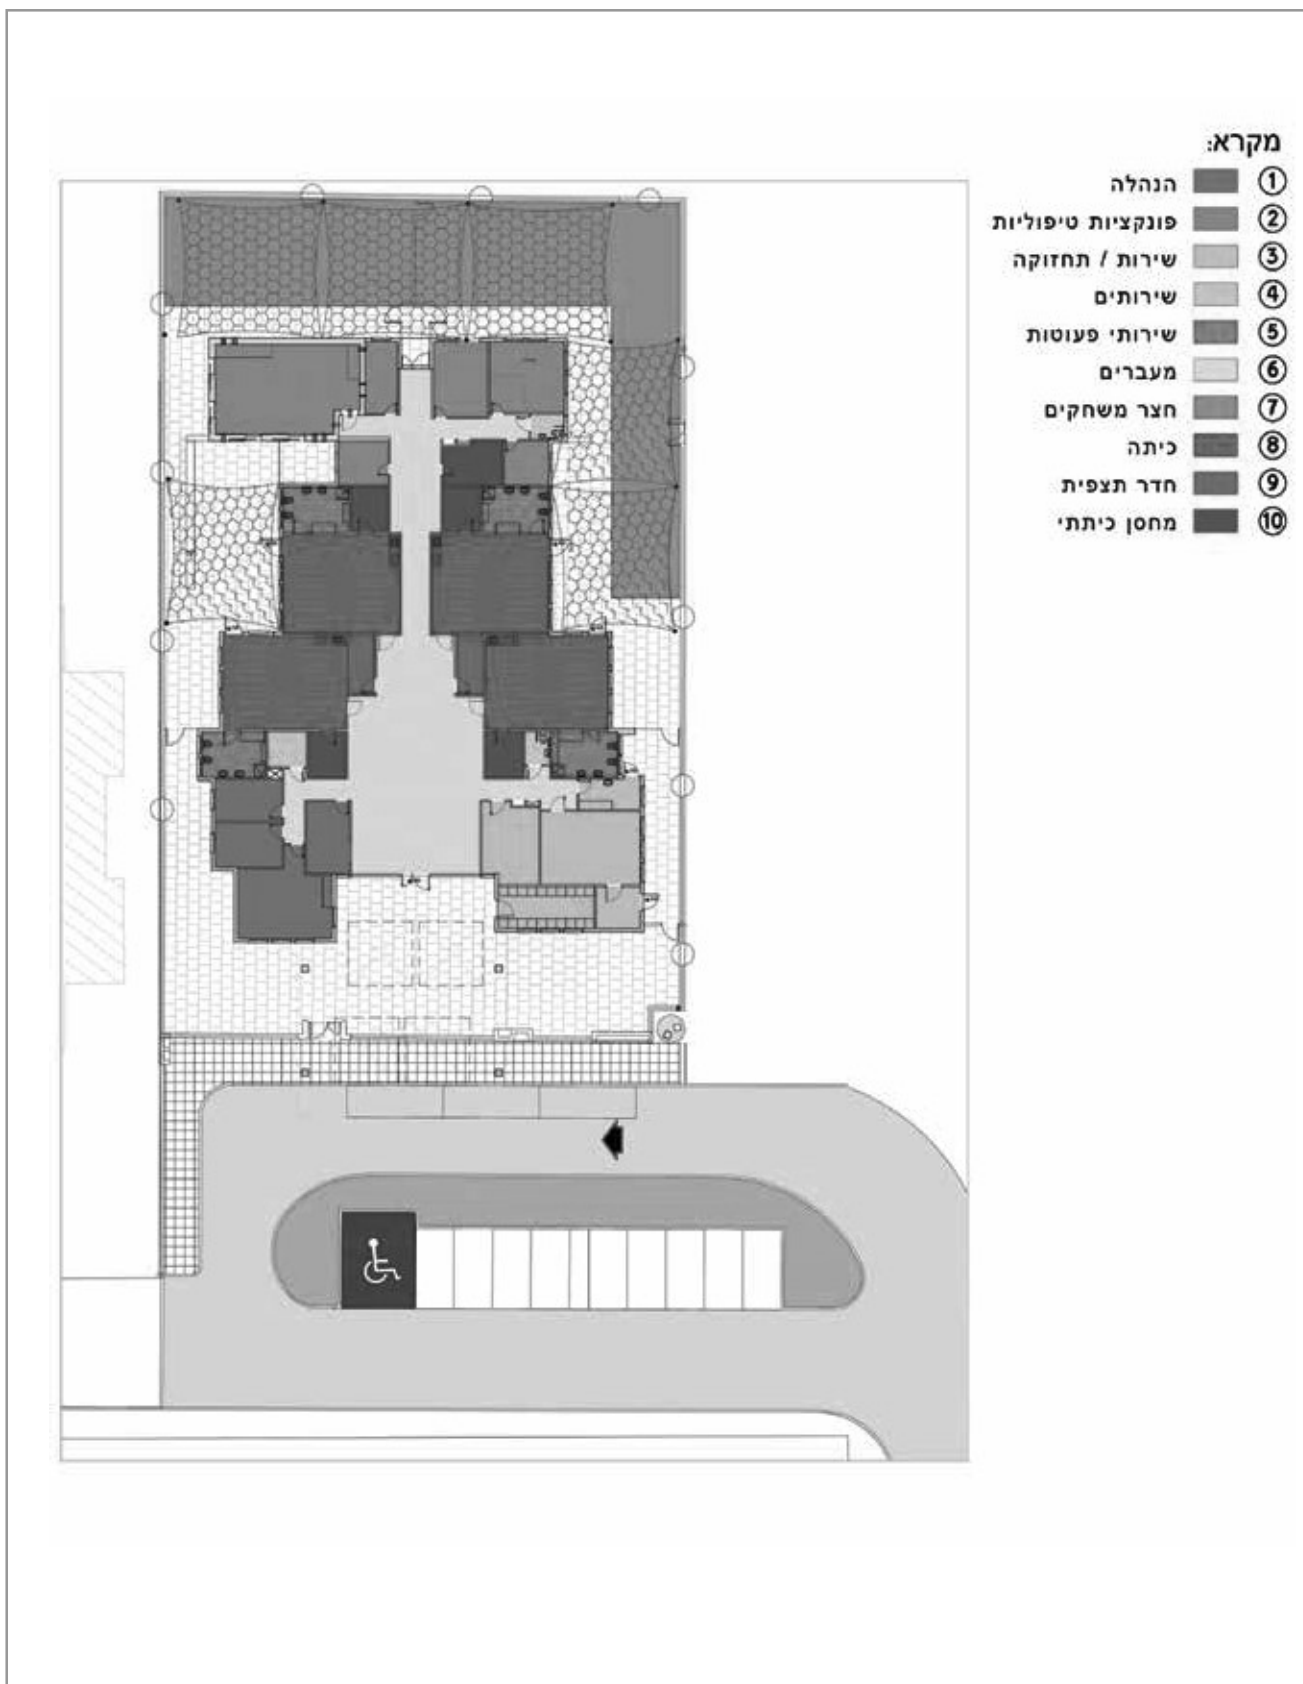 מקרא:
① הנהלה
② פונקציות טיפוליות
③ שירות / תחזוקה
④ שירותים
⑤ שירותי פעוטות
⑥ מעברים
⑦ חצר משחקים
⑧ כיתה
⑨ חדר תצפית
⑩ מחסן כיתתי